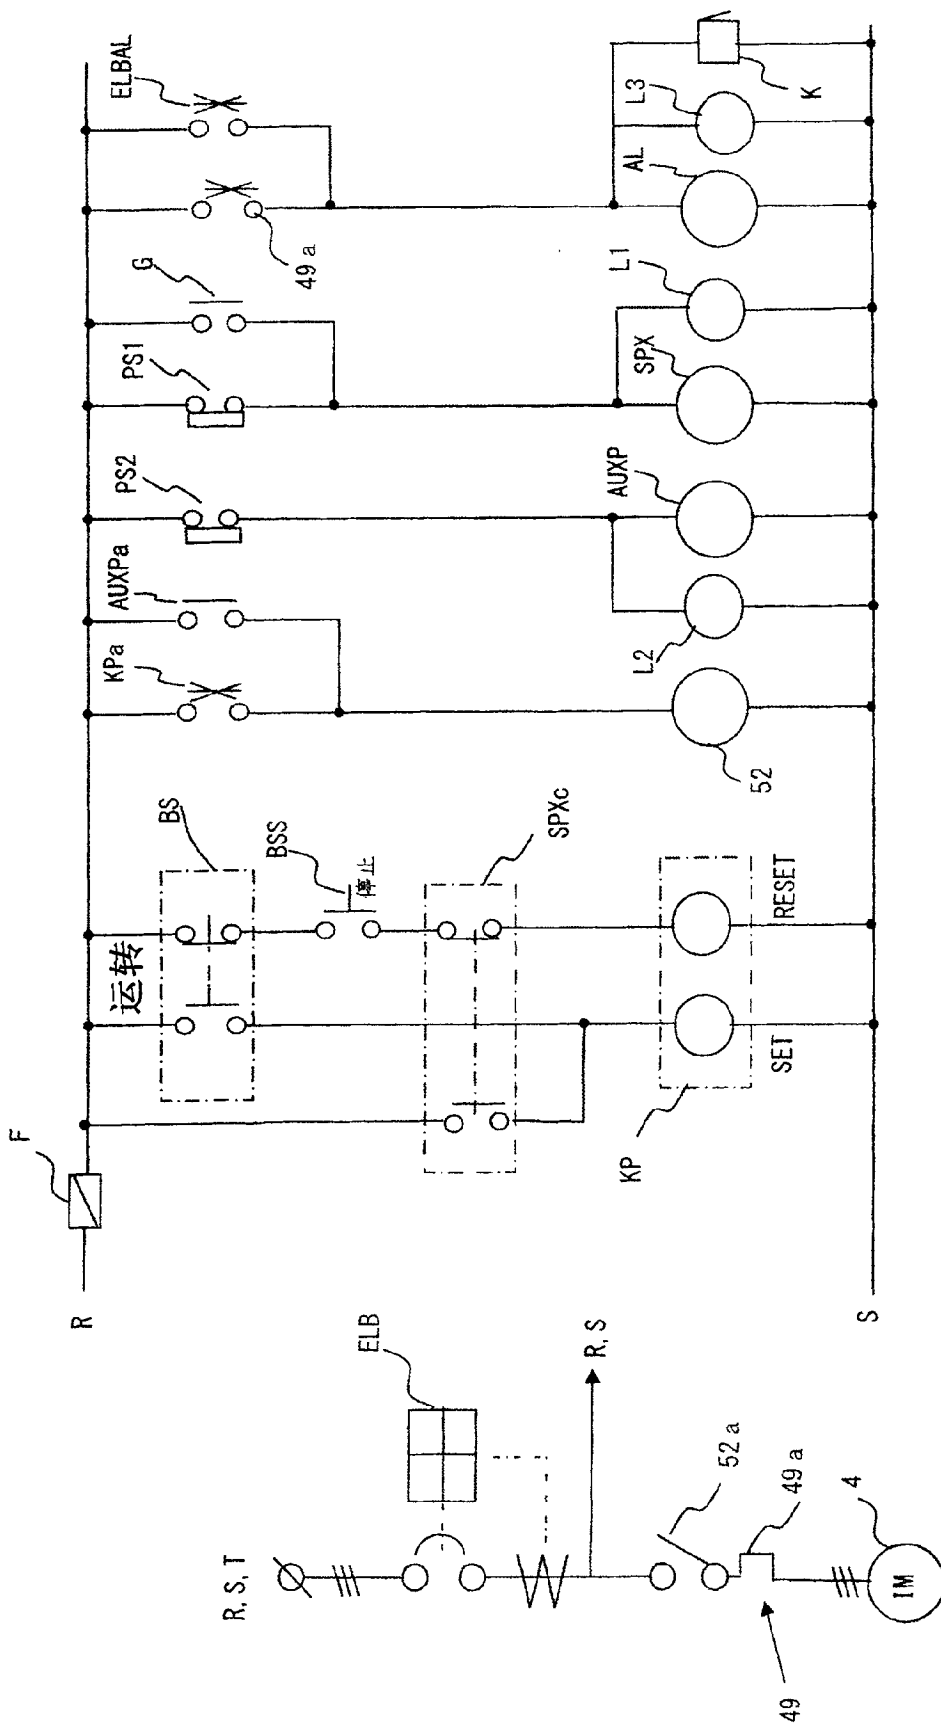 R, S, T
ELB
R, S
52a
49a
49
4
IM
R
F
S
运转
BS
BSS
停止
SPXc
KP
SET
RESET
KPa
AUXPa
PS2
PS1
G
49a
ELBAL
52
L2
AUXP
SPX
L1
AL
L3
K